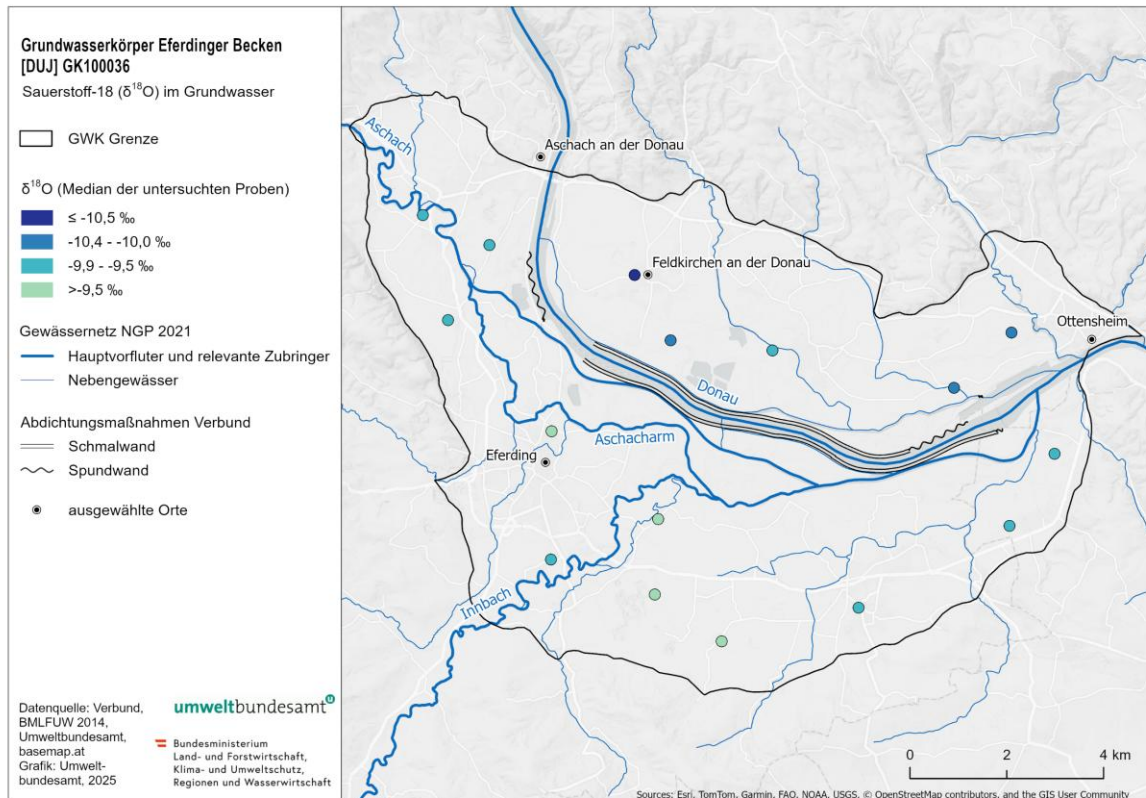 Grundwasserkörper Eferdinger Becken
[DUJ] GK100036
Sauerstoff-18 (δ¹⁸O) im Grundwasser
GWK Grenze
δ¹⁸O (Median der untersuchten Proben)
≤ -10,5 ‰
-10,4 - -10,0 ‰
-9,9 - -9,5 ‰
>-9,5 ‰
Gewässernetz NGP 2021
Hauptvorfluter und relevante Zubringer
Nebengewässer
Abdichtungsmaßnahmen Verbund
Schmalwand
Spundwand
ausgewählte Orte
Datenquelle: Verbund,
BMLFUW 2014,
Umweltbundesamt,
basemap.at
Grafik: Umwelt-
bundesamt, 2025
umweltbundesamt u
Bundesministerium
Land- und Forstwirtschaft,
Klima- und Umweltschutz,
Regionen und Wasserwirtschaft
Aschach
Aschach an der Donau
Feldkirchen an der Donau
Ottensheim
Donau
Aschacharm
Eferding
Innbach
0 2 4 km
Sources: Esri, TomTom, Garmin, FAO, NOAA, USGS, © OpenStreetMap contributors, and the GIS User Community